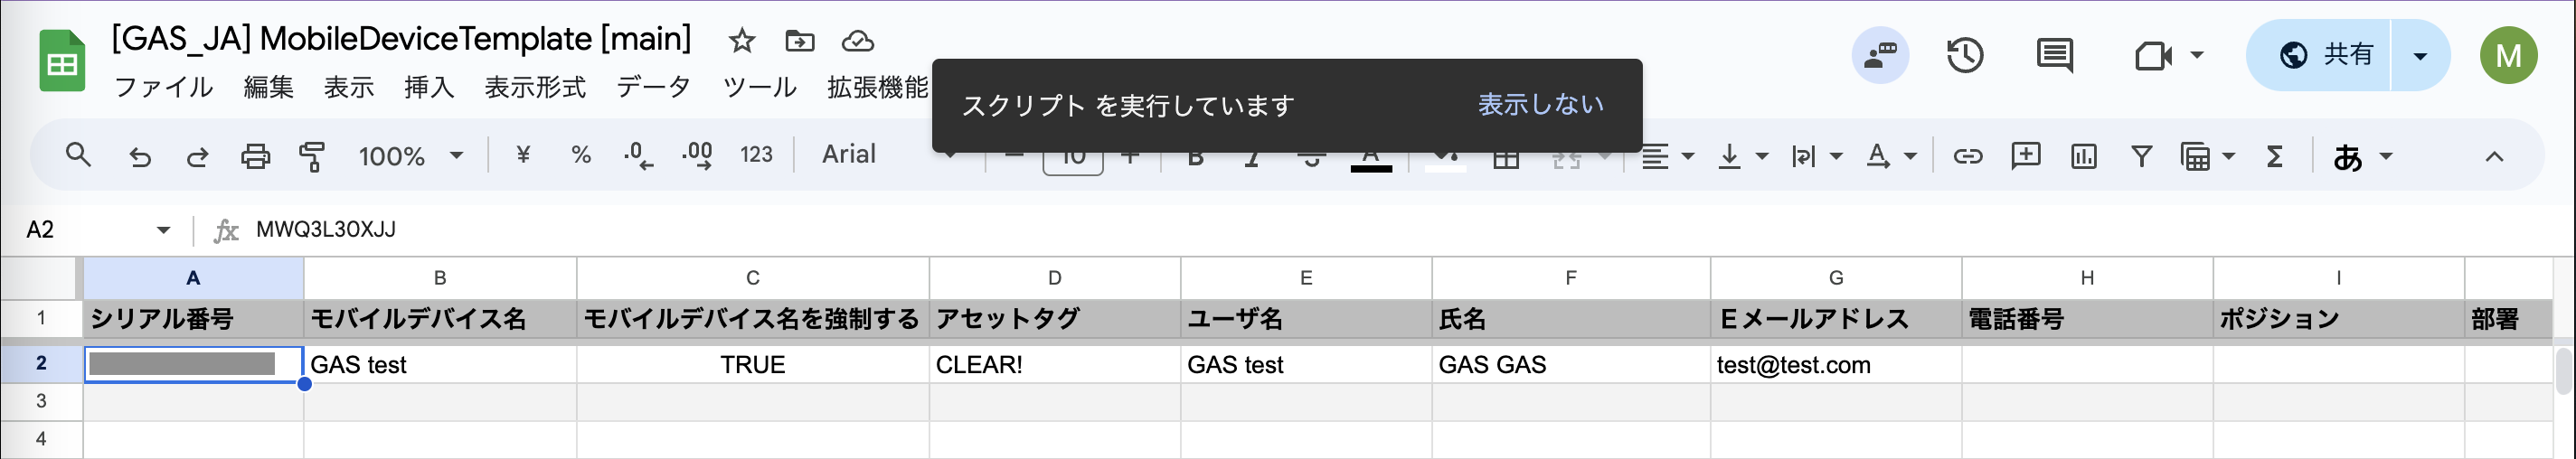 [GAS_JA] MobileDeviceTemplate [main]
ファイル 編集 表示 挿入 表示形式 データ ツール 拡張機能
スクリプト を実行しています 表示しない
共有
M
100% ¥ % .0 .00 123 Arial 10 B I S A あ
A2 fx MWQ3L30XJJ
A B C D E F G H I
1 シリアル番号 モバイルデバイス名 モバイルデバイス名を強制する アセットタグ ユーザ名 氏名 Eメールアドレス 電話番号 ポジション 部署
2 GAS test TRUE CLEAR! GAS test GAS GAS test@test.com
3
4